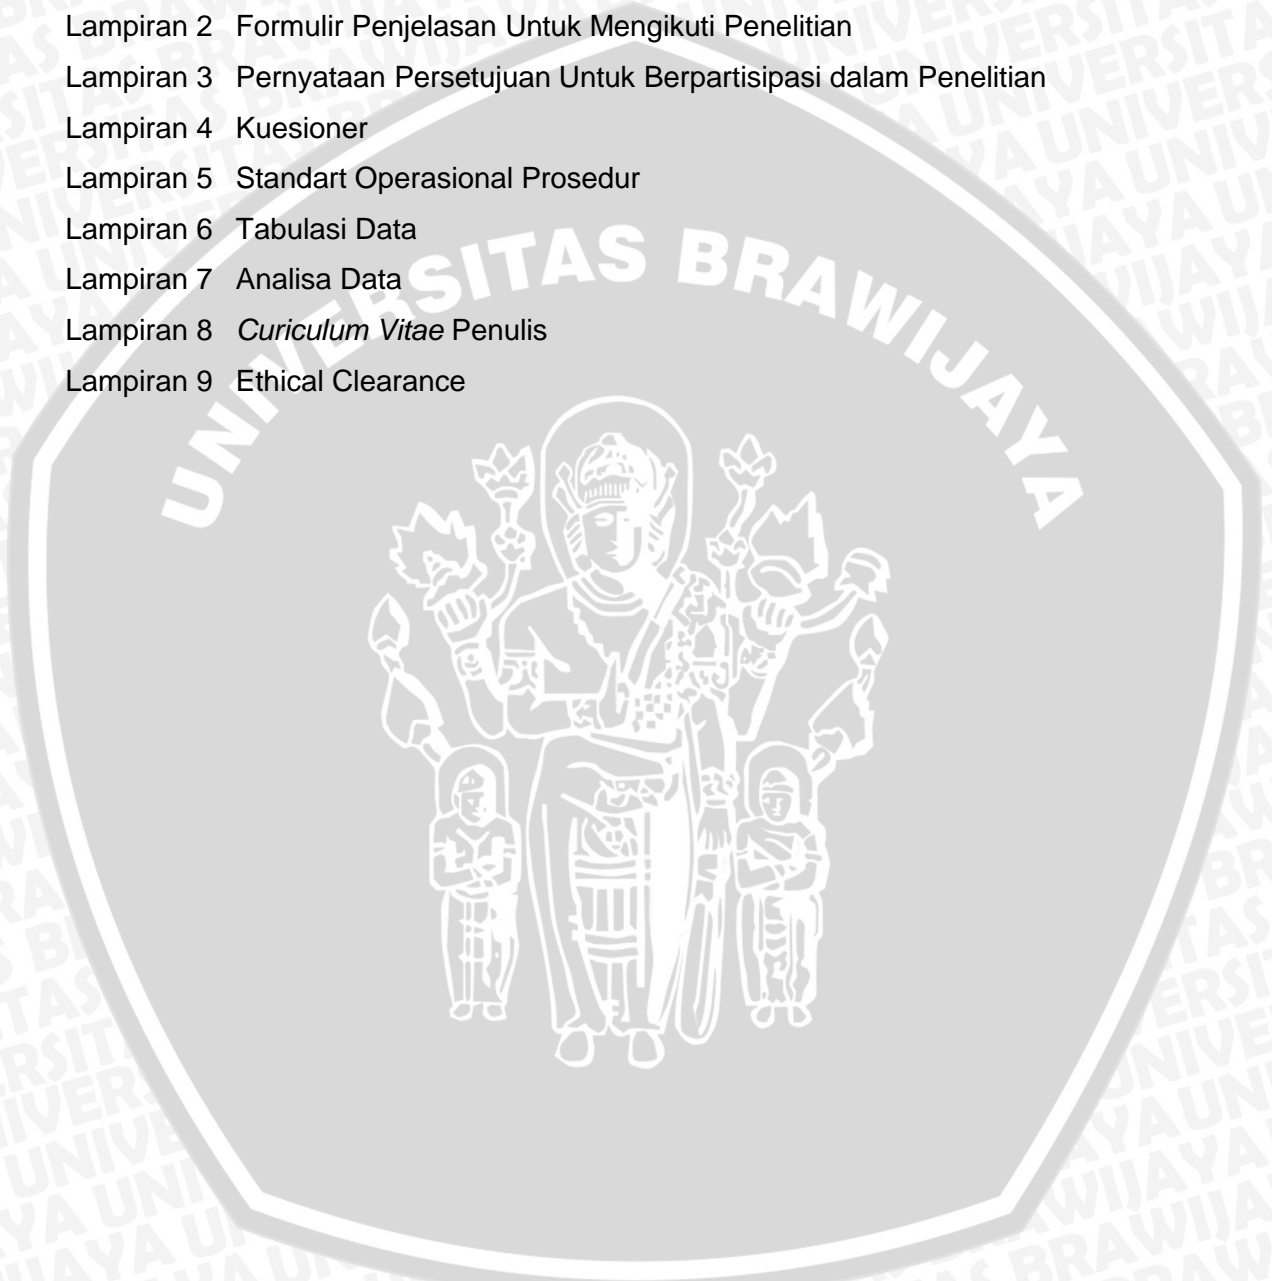 Lampiran 2 Formulir Penjelasan Untuk Mengikuti Penelitian
Lampiran 3 Pernyataan Persetujuan Untuk Berpartisipasi dalam Penelitian
Lampiran 4 Kuesioner
Lampiran 5 Standart Operasional Prosedur
Lampiran 6 Tabulasi Data
Lampiran 7 Analisa Data
Lampiran 8 Curiculum Vitae Penulis
Lampiran 9 Ethical Clearance
UNIVERSITAS BRAWIJAYA